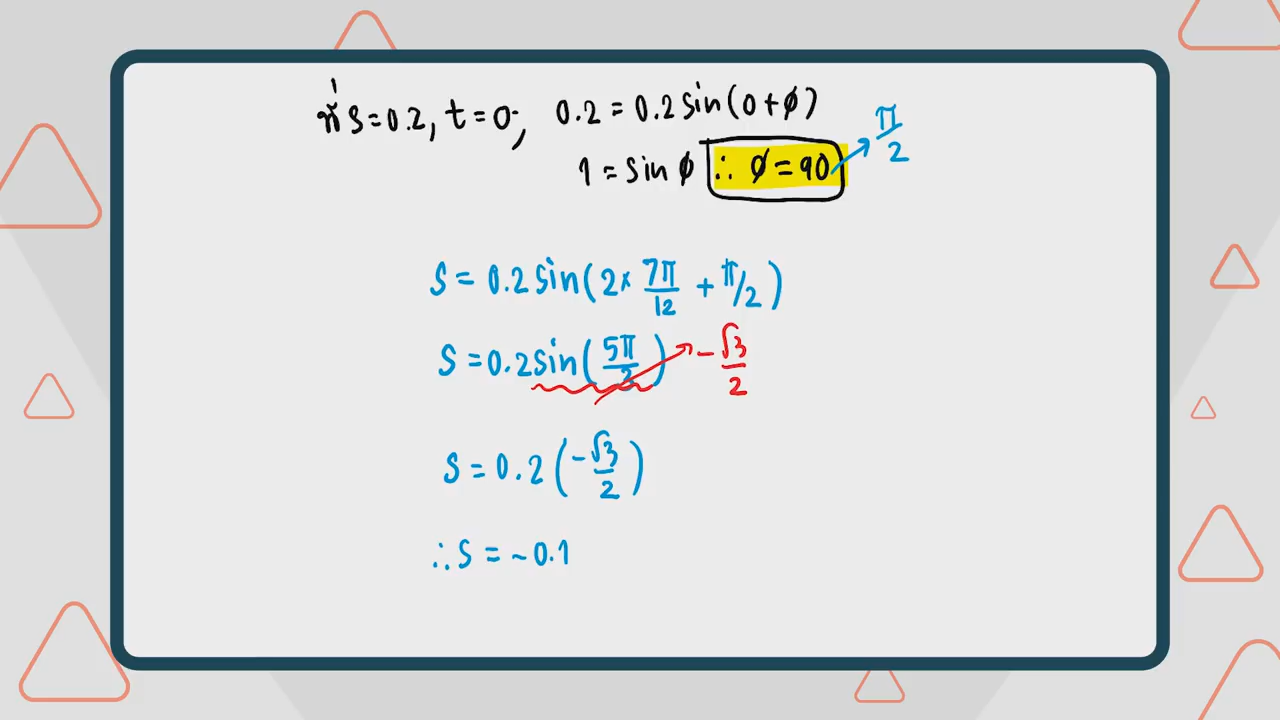 ที่ S = 0.2, t = 0, 0.2 = 0.2 sin(0+φ)
1 = sin φ ∴ φ = 90 π/2
S = 0.2 sin(2 × 7π/12 + π/2)
S = 0.2 sin(5π/3) -√3/2
S = 0.2 (-√3/2)
∴ S = -0.1